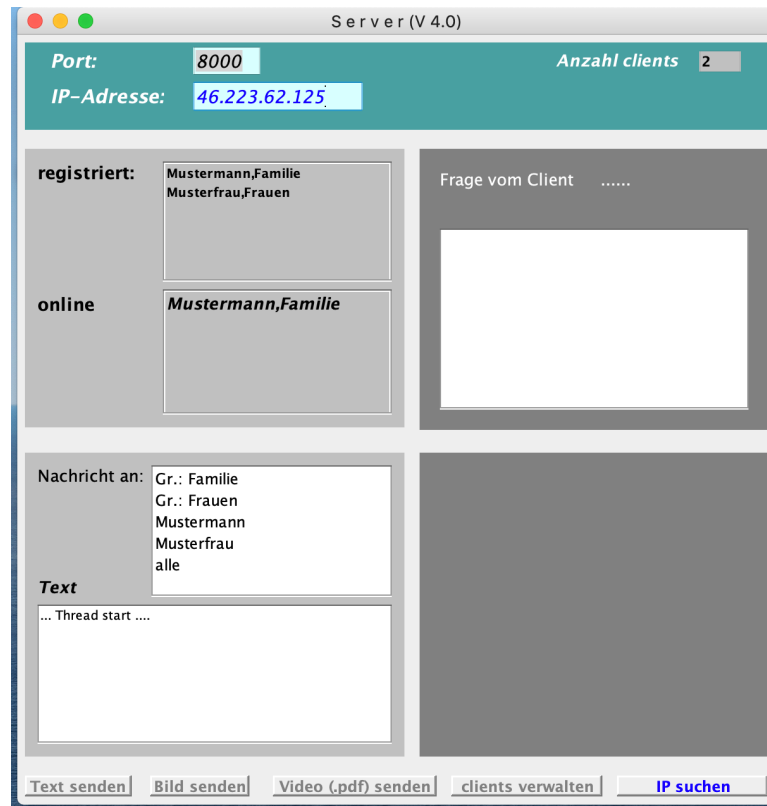 S e r v e r (V 4.0)
Port: 8000 Anzahl clients 2
IP-Adresse: 46.223.62.125
registriert: Mustermann,Familie
Musterfrau,Frauen
online Mustermann,Familie
Frage vom Client ......
Nachricht an: Gr.: Familie
Gr.: Frauen
Mustermann
Musterfrau
alle
Text
... Thread start ....
Text senden Bild senden Video (.pdf) senden clients verwalten IP suchen